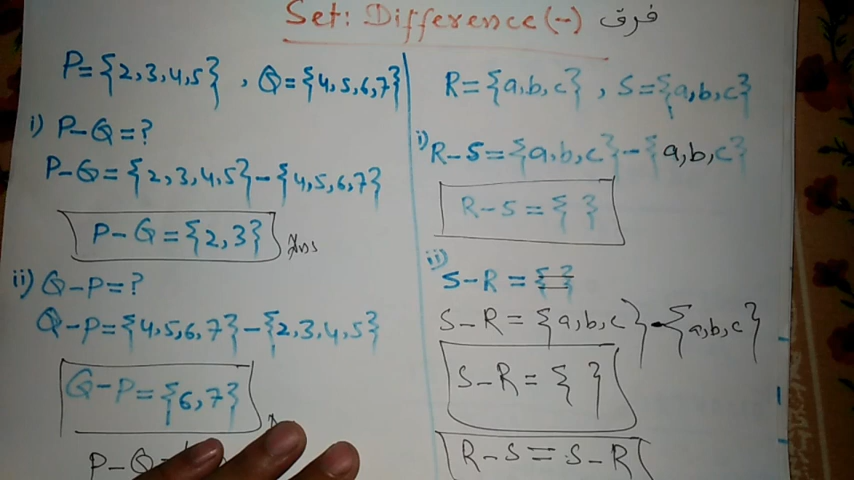 Set: Difference (-) فرق
P = {2,3,4,5} , Q = {4,5,6,7}
i) P-Q = ?
P-Q = {2,3,4,5} - {4,5,6,7}
P-Q = {2,3} Ans
ii) Q-P = ?
Q-P = {4,5,6,7} - {2,3,4,5}
Q-P = {6,7}
P-Q
R = {a,b,c} , S = {a,b,c}
i) R-S = {a,b,c} - {a,b,c}
R-S = { }
ii) S-R = { }
S-R = {a,b,c} - {a,b,c}
S-R = { }
R-S = S-R